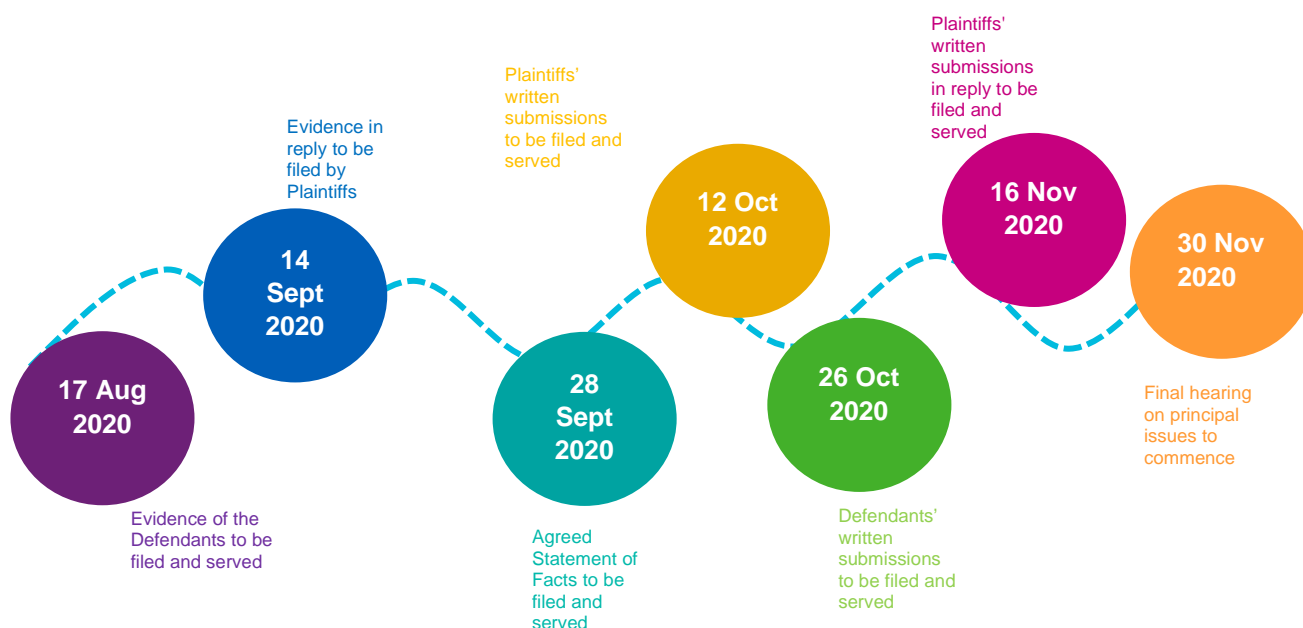 17 Aug
2020
Evidence of the
Defendants to be
filed and served
Evidence in
reply to be
filed by
Plaintiffs
14
Sept
2020
28
Sept
2020
Agreed
Statement of
Facts to be
filed and
served
Plaintiffs’
written
submissions
to be filed and
served
12 Oct
2020
26 Oct
2020
Defendants’
written
submissions
to be filed and
served
Plaintiffs’
written
submissions
in reply to be
filed and
served
16 Nov
2020
30 Nov
2020
Final hearing
on principal
issues to
commence